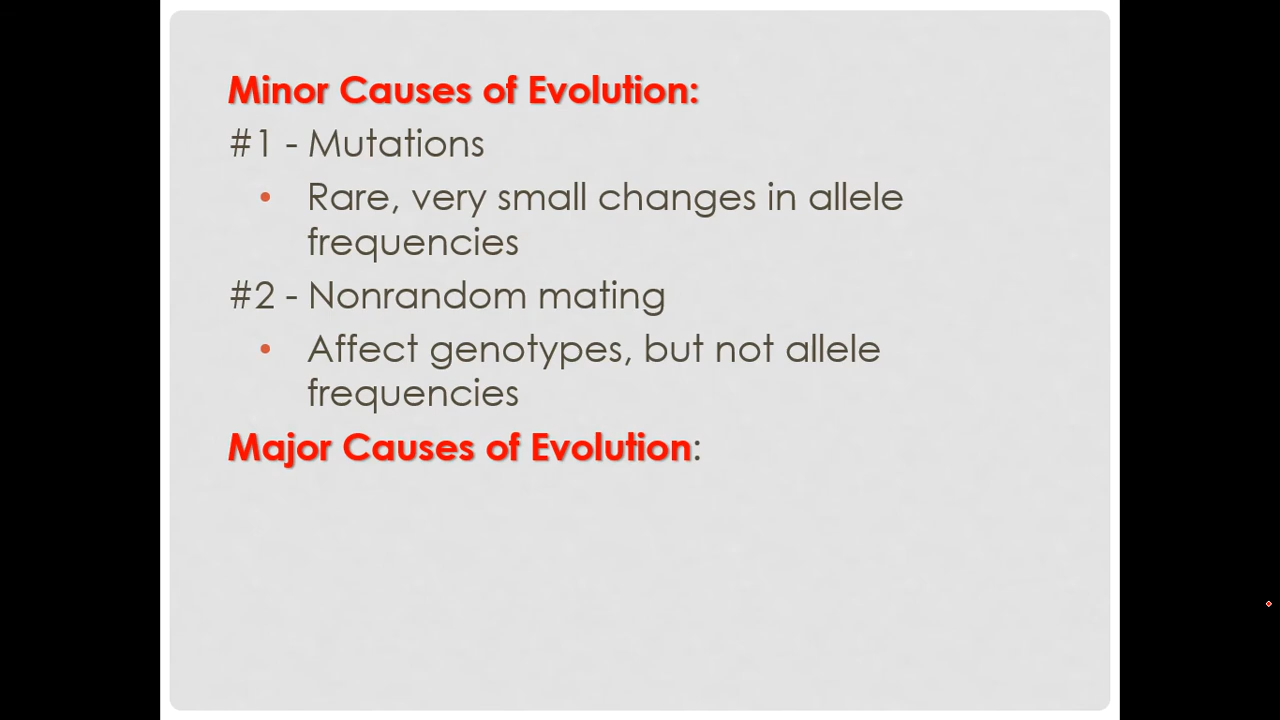 Minor Causes of Evolution:
#1 - Mutations
• Rare, very small changes in allele
frequencies
#2 - Nonrandom mating
• Affect genotypes, but not allele
frequencies
Major Causes of Evolution: